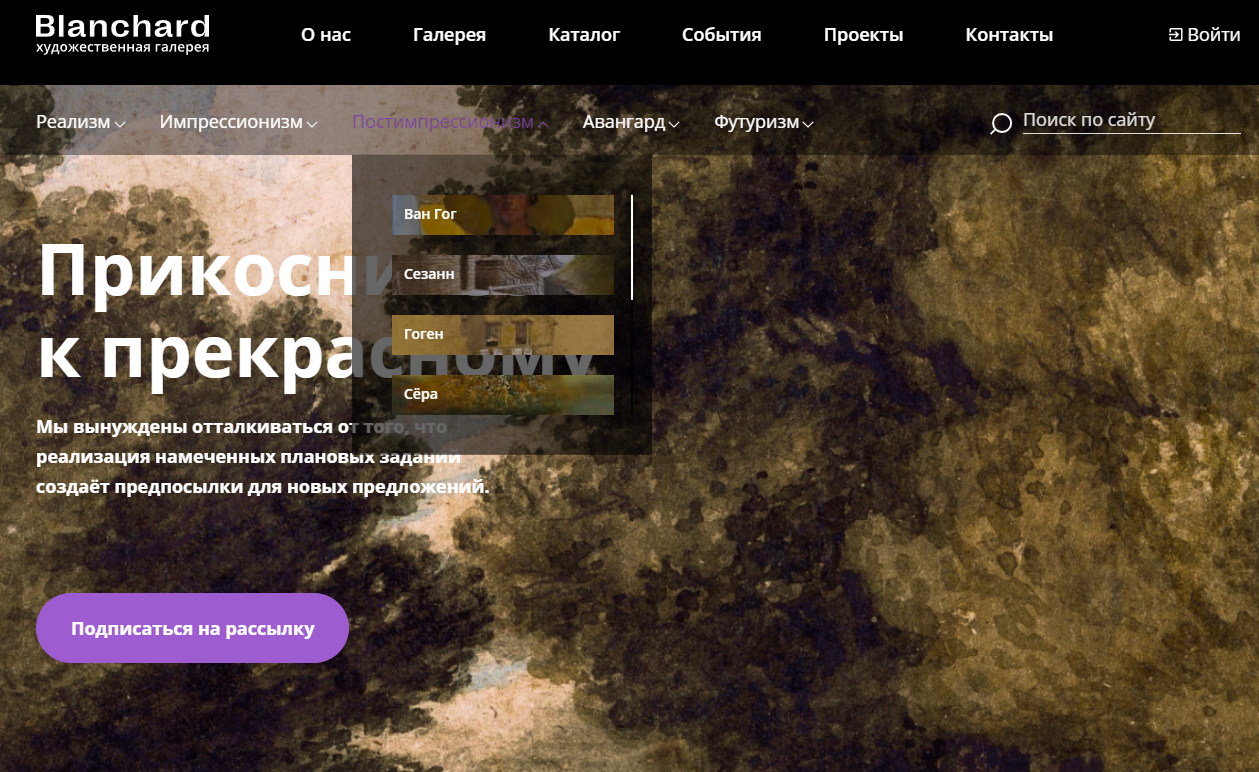 Blanchard
художественная галерея
О нас Галерея Каталог События Проекты Контакты Войти
Реализм Импрессионизм Постимпрессионизм Авангард Футуризм Поиск по сайту
Ван Гог
Сезанн
Гоген
Сёра
Прикосни
к прекрасному
Мы вынуждены отталкиваться от того, что
реализация намеченных плановых заданий
создаёт предпосылки для новых предложений.
Подписаться на рассылку